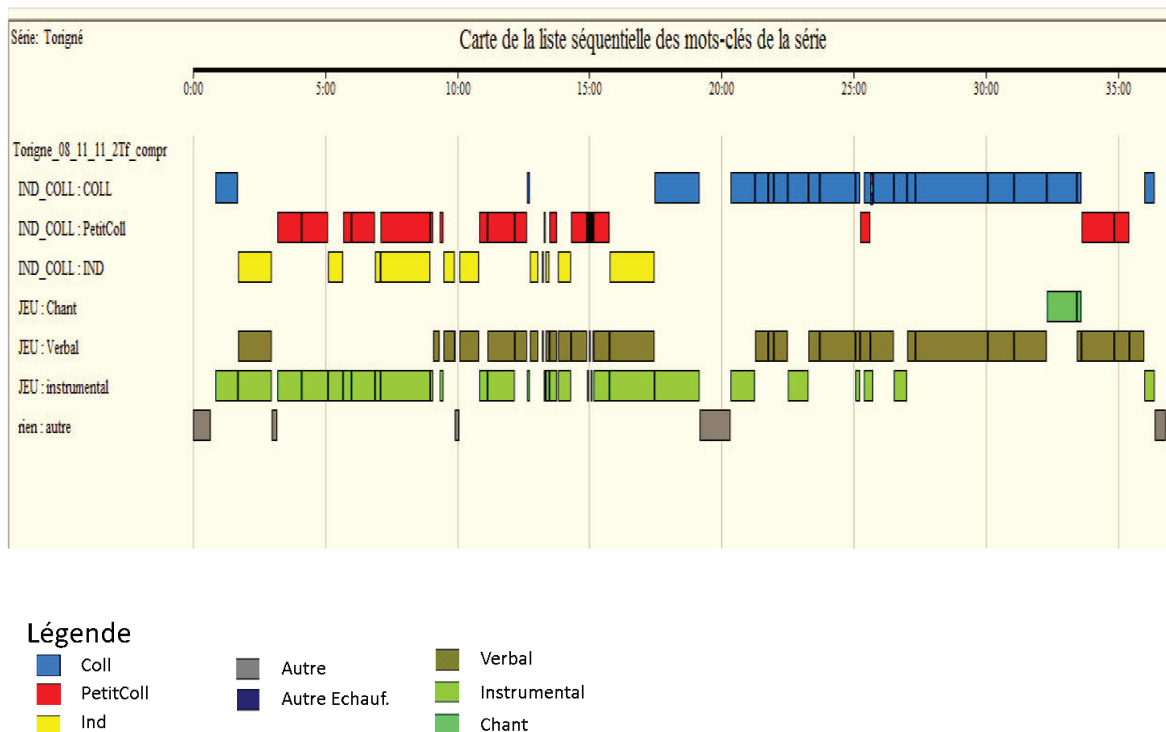 Série: Torigné
Carte de la liste séquentielle des mots-clés de la série
0:00 5:00 10:00 15:00 20:00 25:00 30:00 35:00
Torigne_08_11_11_2Tf_compr
IND_COLL : COLL
IND_COLL : PetitColl
IND_COLL : IND
JEU : Chant
JEU : Verbal
JEU : instrumental
rien : autre
Légende
Coll
Autre
Verbal
PetitColl
Autre Echauf.
Instrumental
Ind
Chant